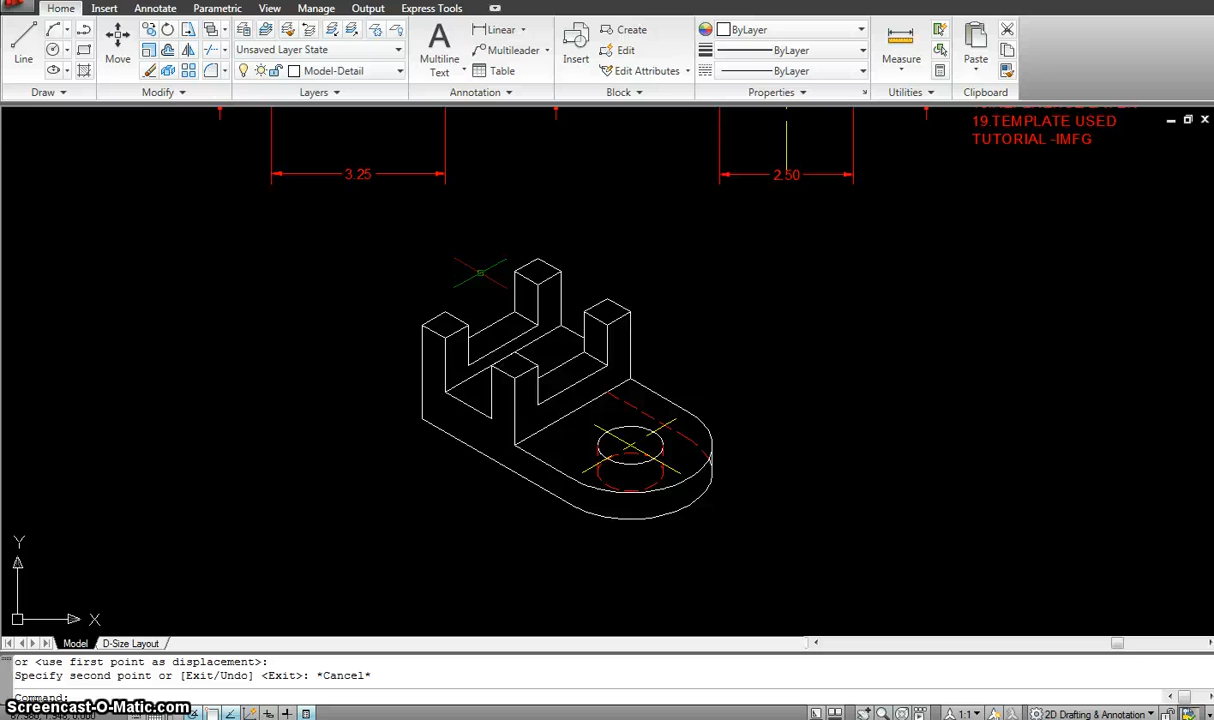 Home Insert Annotate Parametric View Manage Output Express Tools
Line
Move
Unsaved Layer State
Model-Detail
Multiline
Text
Linear
Multileader
Table
Insert
Create
Edit
Edit Attributes
ByLayer
ByLayer
ByLayer
Measure
Paste
Draw Modify Layers Annotation Block Properties Utilities Clipboard
19.TEMPLATE USED
TUTORIAL -IMFG
3.25
2.50
Y
X
Model D-Size Layout
or <use first point as displacement>:
Specify second point or [Exit/Undo] <Exit>: *Cancel*
Command:
Screencast-O-Matic.com
1:1
2D Drafting & Annotation